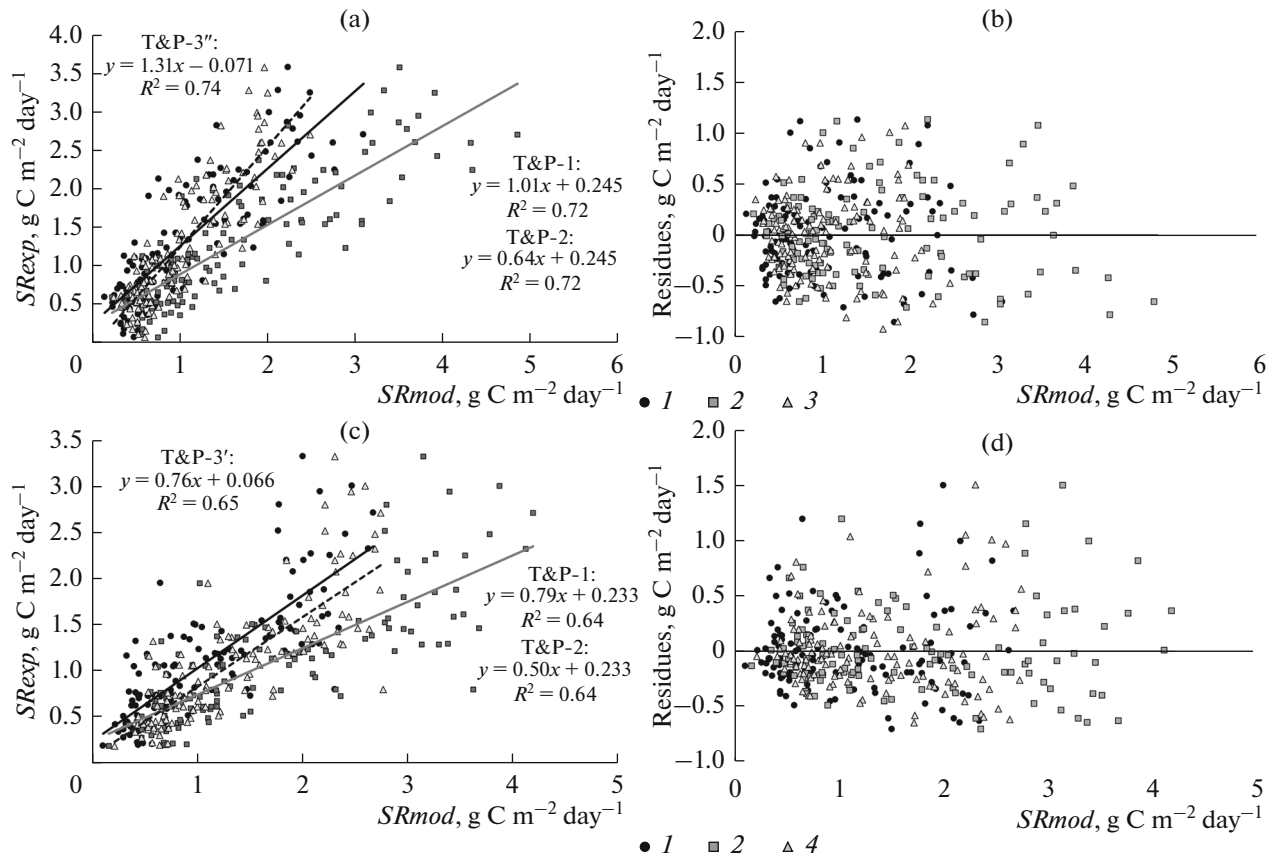 (a)
4.0
3.5
3.0
2.5
2.0
1.5
1.0
0.5
SRexp, g C m⁻² day⁻¹
T&P-3″:
y = 1.31x − 0.071
R² = 0.74
T&P-1:
y = 1.01x + 0.245
R² = 0.72
T&P-2:
y = 0.64x + 0.245
R² = 0.72
0 1 2 3 4 5 6
SRmod, g C m⁻² day⁻¹
(b)
2.0
1.5
1.0
0.5
0
−0.5
−1.0
Residues, g C m⁻² day⁻¹
0 1 2 3 4 5 6
SRmod, g C m⁻² day⁻¹
1 2 3
(c)
3.5
3.0
2.5
2.0
1.5
1.0
0.5
SRexp, g C m⁻² day⁻¹
T&P-3′:
y = 0.76x + 0.066
R² = 0.65
T&P-1:
y = 0.79x + 0.233
R² = 0.64
T&P-2:
y = 0.50x + 0.233
R² = 0.64
0 1 2 3 4 5
SRmod, g C m⁻² day⁻¹
(d)
2.0
1.5
1.0
0.5
0
−0.5
−1.0
Residues, g C m⁻² day⁻¹
0 1 2 3 4 5
SRmod, g C m⁻² day⁻¹
1 2 4